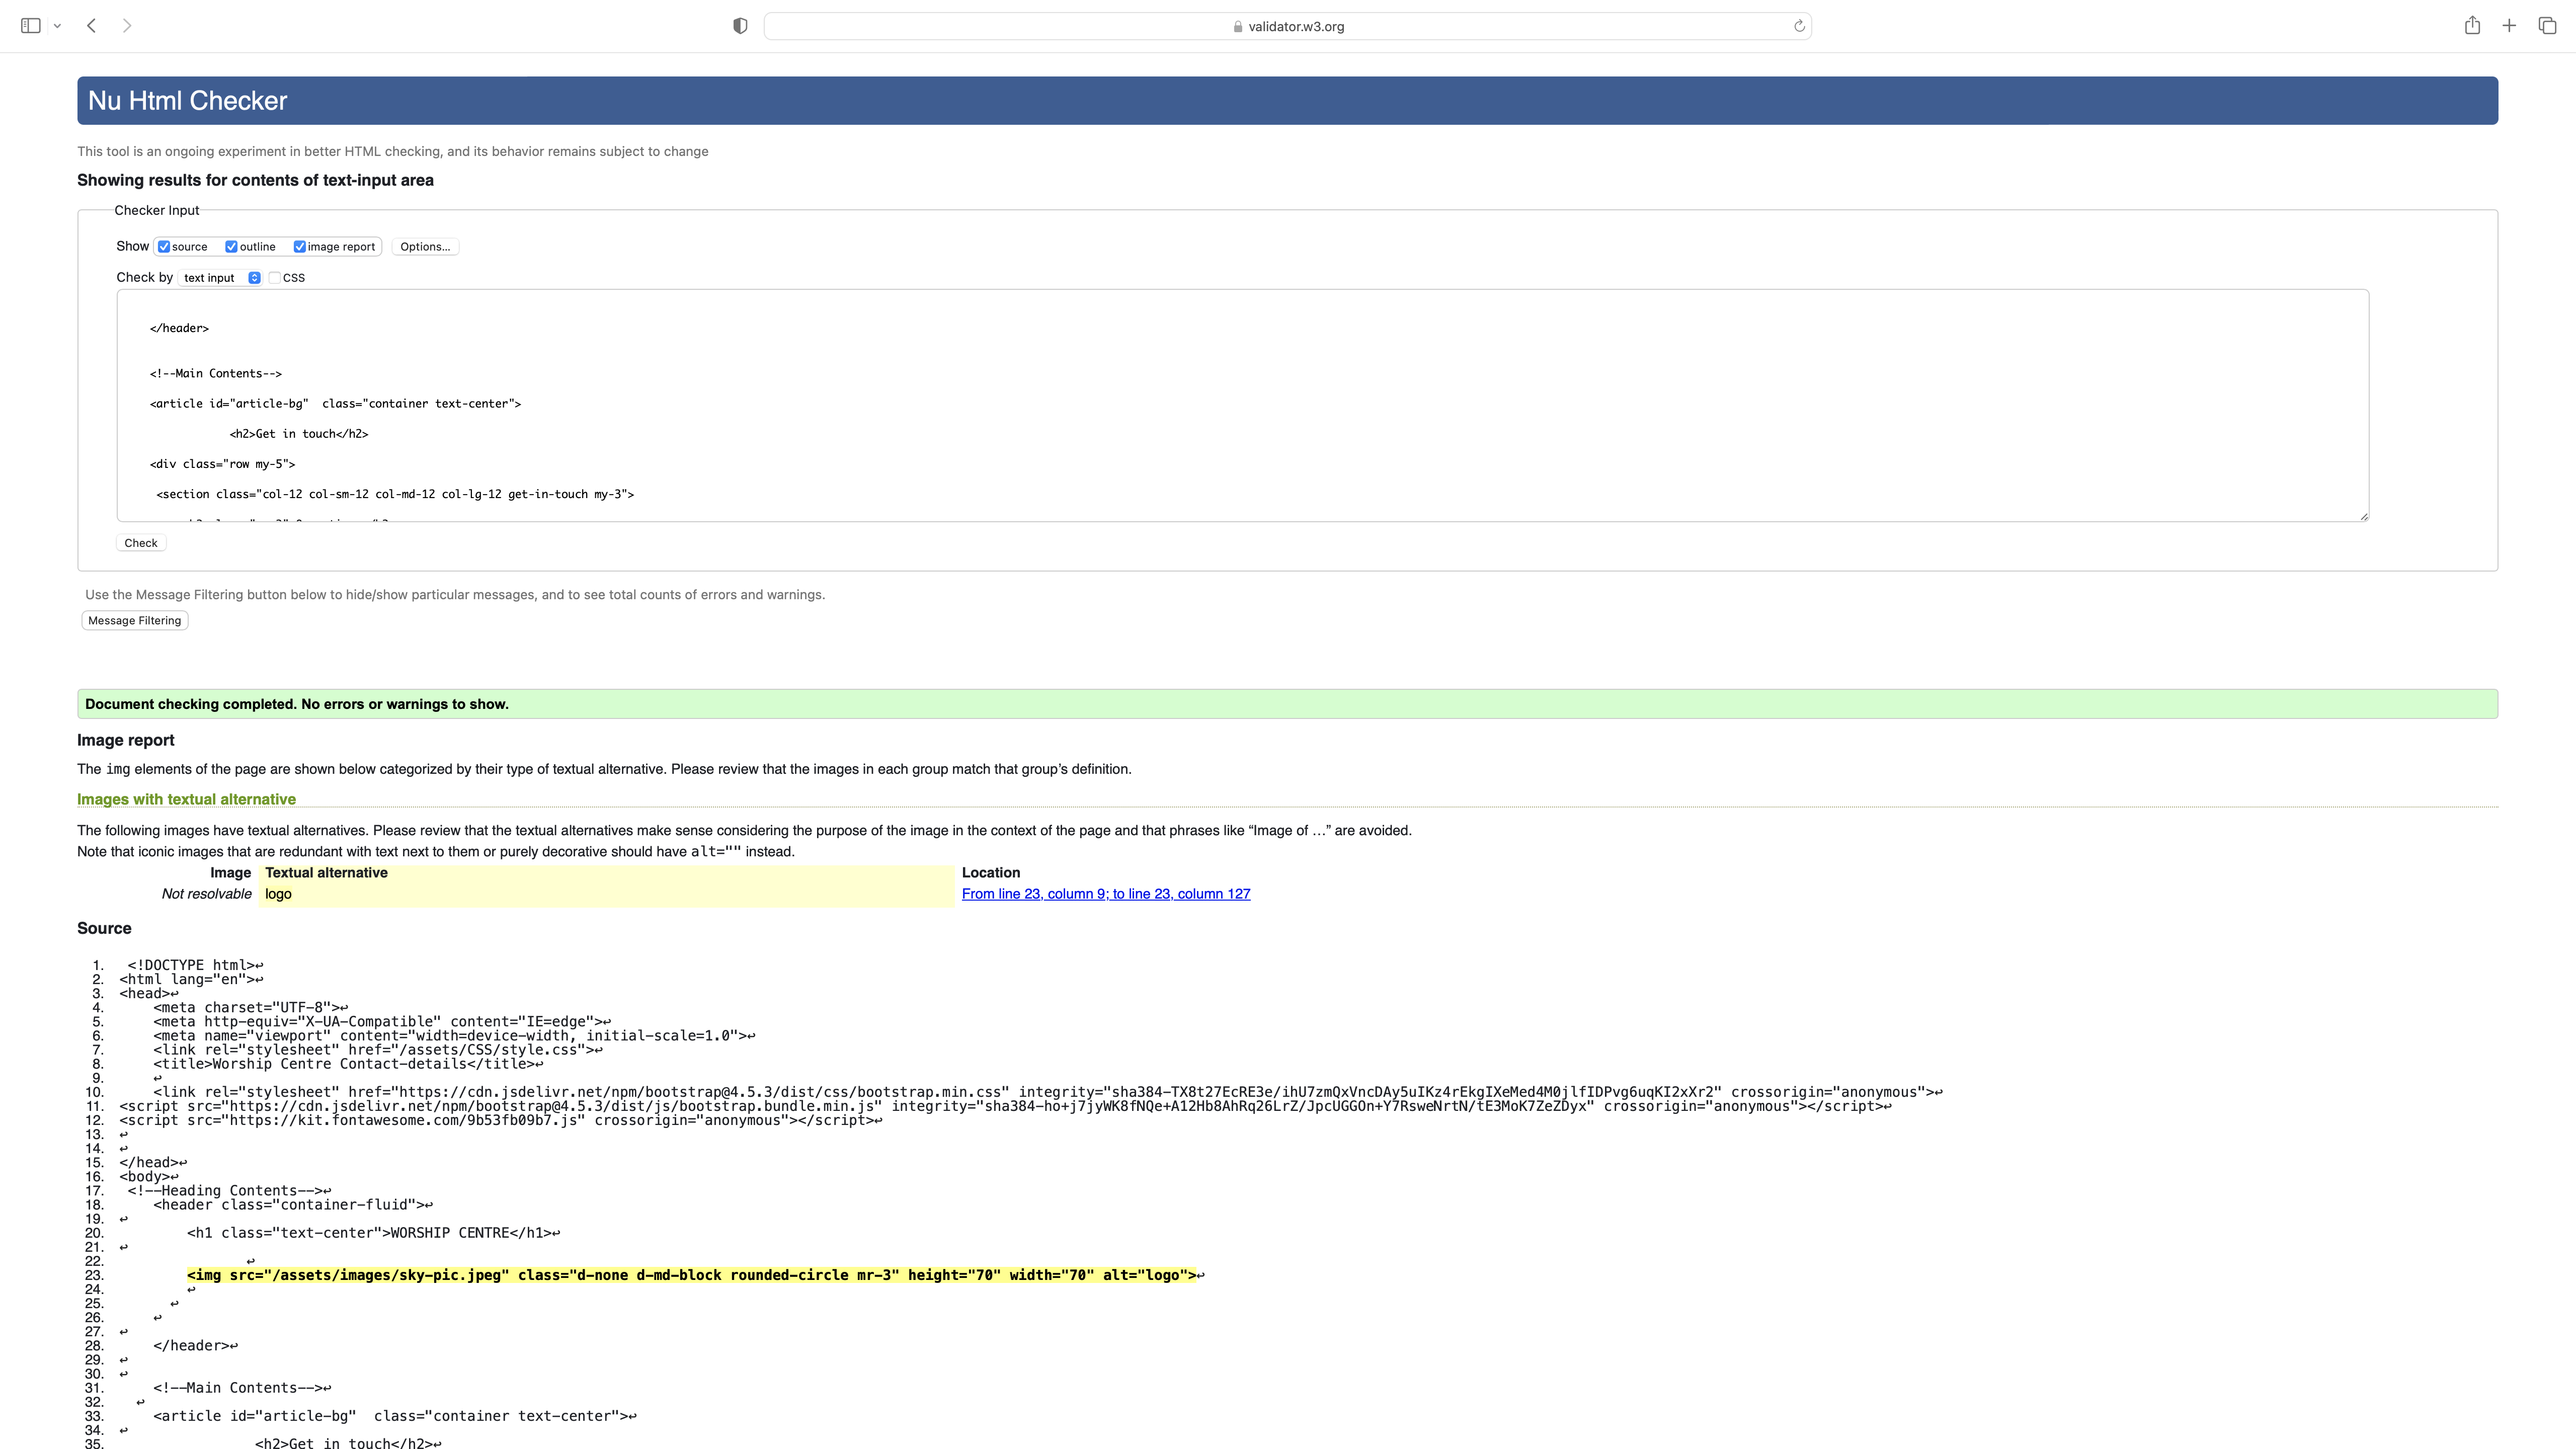 validator.w3.org
Nu Html Checker
This tool is an ongoing experiment in better HTML checking, and its behavior remains subject to change
Showing results for contents of text-input area
Checker Input
Show source outline image report Options...
Check by text input CSS
</header>
<!--Main Contents-->
<article id="article-bg"  class="container text-center">
<h2>Get in touch</h2>
<div class="row my-5">
<section class="col-12 col-sm-12 col-md-12 col-lg-12 get-in-touch my-3">
Check
Use the Message Filtering button below to hide/show particular messages, and to see total counts of errors and warnings.
Message Filtering
Document checking completed. No errors or warnings to show.
Image report
The img elements of the page are shown below categorized by their type of textual alternative. Please review that the images in each group match that group’s definition.
Images with textual alternative
The following images have textual alternatives. Please review that the textual alternatives make sense considering the purpose of the image in the context of the page and that phrases like “Image of …” are avoided.
Note that iconic images that are redundant with text next to them or purely decorative should have alt="" instead.
Image Textual alternative Location
Not resolvable logo From line 23, column 9; to line 23, column 127
Source
1. <!DOCTYPE html>↩
2. <html lang="en">↩
3. <head>↩
4. <meta charset="UTF-8">↩
5. <meta http-equiv="X-UA-Compatible" content="IE=edge">↩
6. <meta name="viewport" content="width=device-width, initial-scale=1.0">↩
7. <link rel="stylesheet" href="/assets/CSS/style.css">↩
8. <title>Worship Centre Contact-details</title>↩
9. ↩
10. <link rel="stylesheet" href="https://cdn.jsdelivr.net/npm/bootstrap@4.5.3/dist/css/bootstrap.min.css" integrity="sha384-TX8t27EcRE3e/ihU7zmQxVncDAy5uIKz4rEkgIXeMed4M0jlfIDPvg6uqKI2xXr2" crossorigin="anonymous">↩
11. <script src="https://cdn.jsdelivr.net/npm/bootstrap@4.5.3/dist/js/bootstrap.bundle.min.js" integrity="sha384-ho+j7jyWK8fNQe+A12Hb8AhRq26LrZ/JpcUGGOn+Y7RsweNrtN/tE3MoK7ZeZDyx" crossorigin="anonymous"></script>↩
12. <script src="https://kit.fontawesome.com/9b53fb09b7.js" crossorigin="anonymous"></script>↩
13. ↩
14. ↩
15. </head>↩
16. <body>↩
17. <!--Heading Contents-->↩
18. <header class="container-fluid">↩
19. ↩
20. <h1 class="text-center">WORSHIP CENTRE</h1>↩
21. ↩
22. ↩
23. <img src="/assets/images/sky-pic.jpeg" class="d-none d-md-block rounded-circle mr-3" height="70" width="70" alt="logo">↩
24. ↩
25. ↩
26. ↩
27. ↩
28. </header>↩
29. ↩
30. ↩
31. <!--Main Contents-->↩
32. ↩
33. <article id="article-bg"  class="container text-center">↩
34. ↩
35. <h2>Get in touch</h2>↩